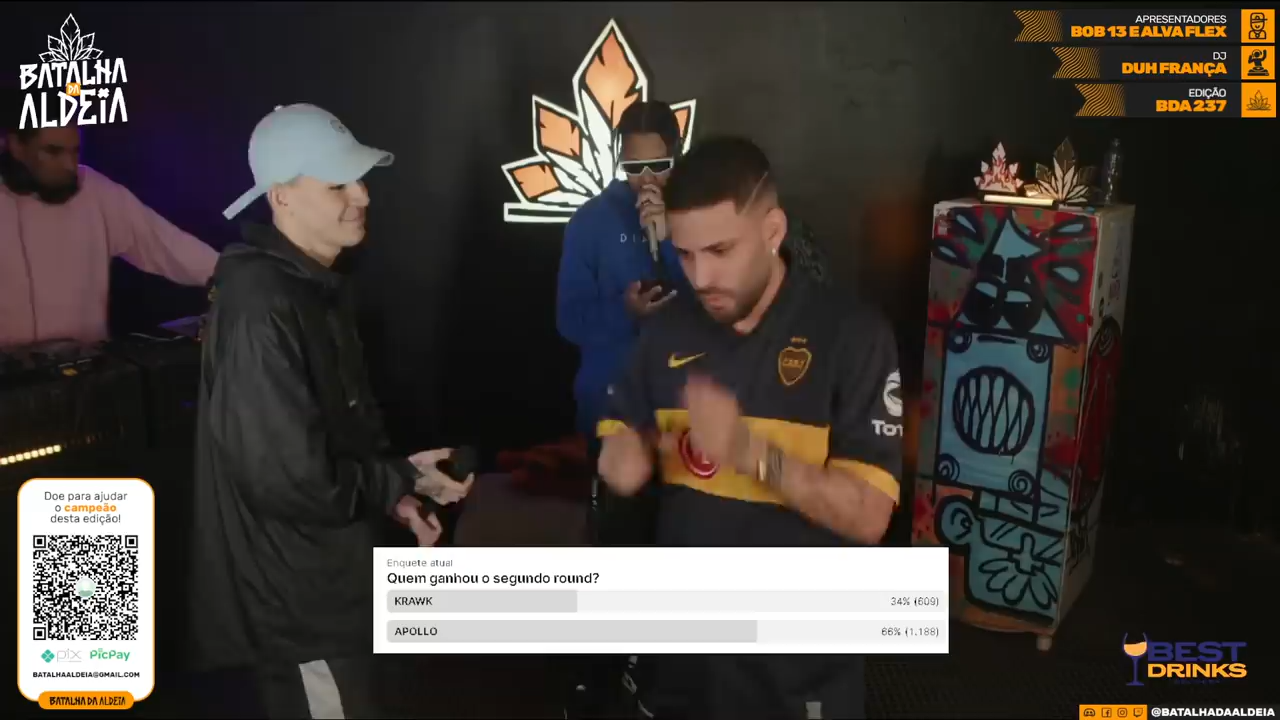 BATALHA
DA
ALDEIA
APRESENTADORES
BOB 13 E ALVA FLEX
DJ
DUH FRANÇA
EDIÇÃO
BDA 237
Doe para ajudar
o campeão
desta edição!
pix PicPay
BATALHAALDEIA@GMAIL.COM
BATALHA DA ALDEIA
Enquete atual
Quem ganhou o segundo round?
KRAWK 34% (609)
APOLLO 66% (1.188)
BEST
DRINKS
@BATALHADAALDEIA